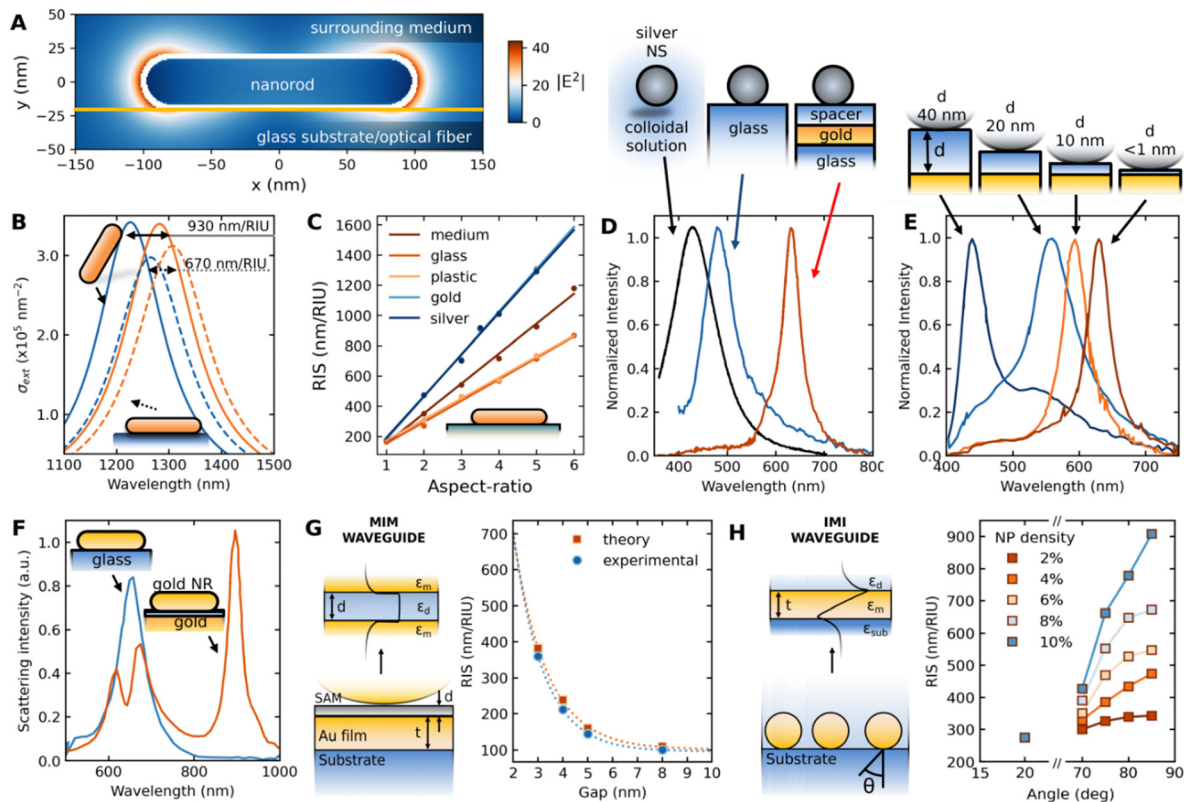 A
50
25
0
−25
−50
y (nm)
−150
−100
−50
0
50
100
150
x (nm)
surrounding medium
nanorod
glass substrate/optical fiber
40
20
0
|E²|
silver
NS
colloidal
solution
glass
spacer
gold
glass
d
40 nm
d
d
20 nm
d
10 nm
d
<1 nm
B
σext (x10⁵ nm⁻²)
3.0
2.0
1.0
930 nm/RIU
670 nm/RIU
1100
1200
1300
1400
1500
Wavelength (nm)
C
RIS (nm/RIU)
1600
1400
1200
1000
800
600
400
200
medium
glass
plastic
gold
silver
1
2
3
4
5
6
Aspect-ratio
D
Normalized Intensity
1.0
0.8
0.6
0.4
0.2
0.0
400
500
600
700
800
Wavelength (nm)
E
Normalized Intensity
1.0
0.8
0.6
0.4
0.2
0.0
400
500
600
700
Wavelength (nm)
F
Scattering intensity (a.u.)
1.0
0.8
0.6
0.4
0.2
0.0
glass
gold NR
gold
600
800
1000
Wavelength (nm)
G
MIM
WAVEGUIDE
εm
d
εd
εm
SAM
d
Au film
t
Substrate
RIS (nm/RIU)
700
600
500
400
300
200
100
theory
experimental
2
3
4
5
6
7
8
9
10
Gap (nm)
H
IMI
WAVEGUIDE
εd
t
εm
εsub
Substrate
θ
RIS (nm/RIU)
1000
900
800
700
600
500
400
300
200
NP density
2%
4%
6%
8%
10%
//
//
15
20
70
80
90
Angle (deg)